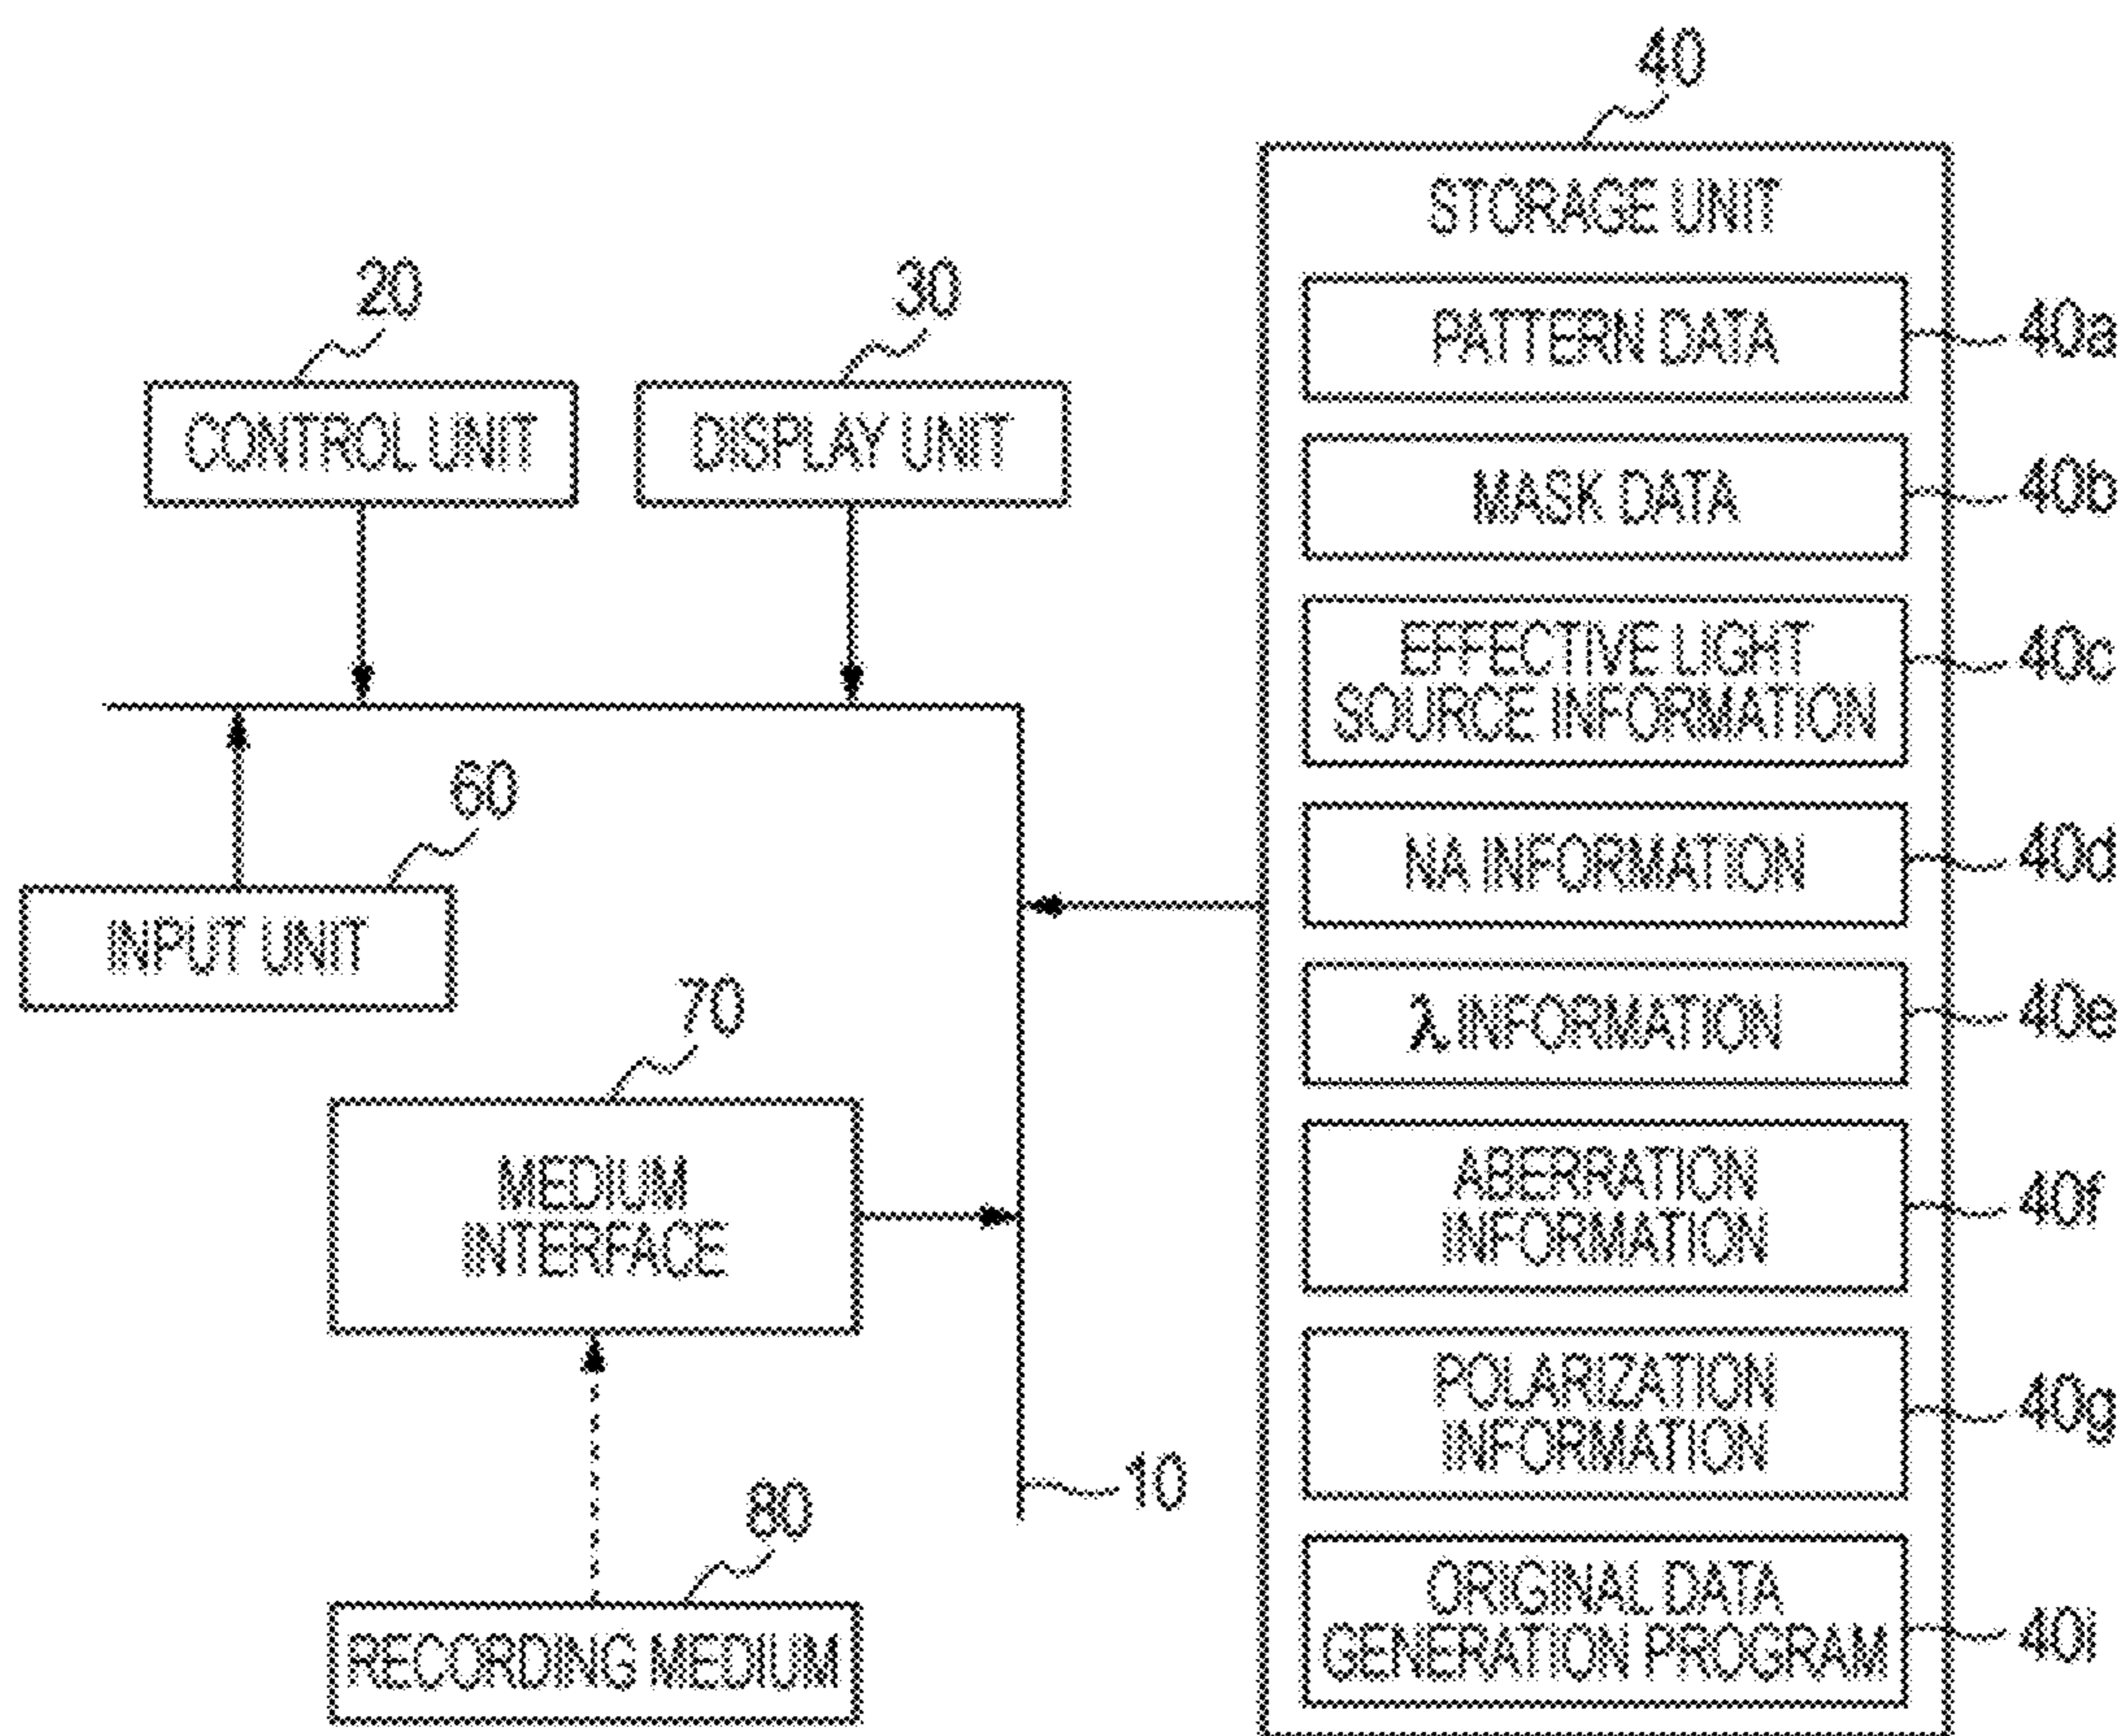 40
STORAGE UNIT
20
30
PATTERN DATA
40a
CONTROL UNIT
DISPLAY UNIT
MASK DATA
40b
EFFECTIVE LIGHT
SOURCE INFORMATION
40c
60
NA INFORMATION
40d
INPUT UNIT
70
λ INFORMATION
40e
MEDIUM
INTERFACE
ABERRATION
INFORMATION
40f
POLARIZATION
INFORMATION
40g
10
80
ORIGINAL DATA
GENERATION PROGRAM
40i
RECORDING MEDIUM